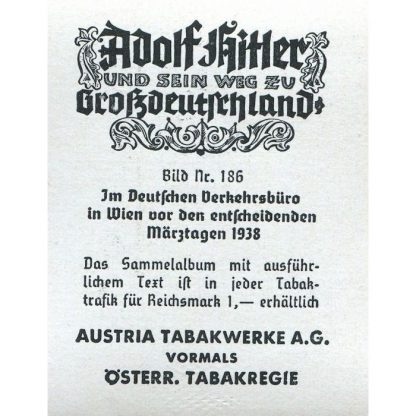 Adolf Hitler
UND SEIN WEG ZU
Großdeutschland
Bild Nr. 186
Im Deutschen Verkehrsbüro
in Wien vor den entscheidenden
Märztagen 1938
Das Sammelalbum mit ausführ-
lichem Text ist in jeder Tabak-
trafik für Reichsmark 1,— erhältlich
AUSTRIA TABAKWERKE A.G.
VORMALS
ÖSTERR. TABAKREGIE